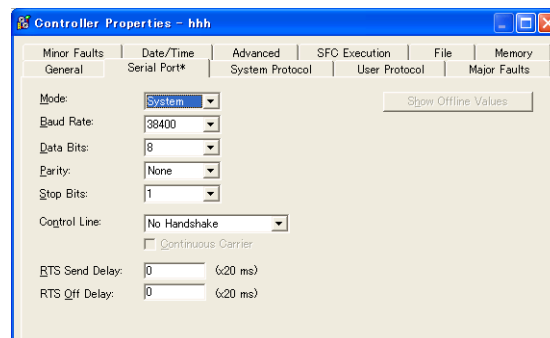 Controller Properties - hhh
Minor Faults Date/Time Advanced SFC Execution File Memory
General Serial Port* System Protocol User Protocol Major Faults
Mode: System Show Offline Values
Baud Rate: 38400
Data Bits: 8
Parity: None
Stop Bits: 1
Control Line: No Handshake
Continuous Carrier
RTS Send Delay: 0 (x20 ms)
RTS Off Delay: 0 (x20 ms)